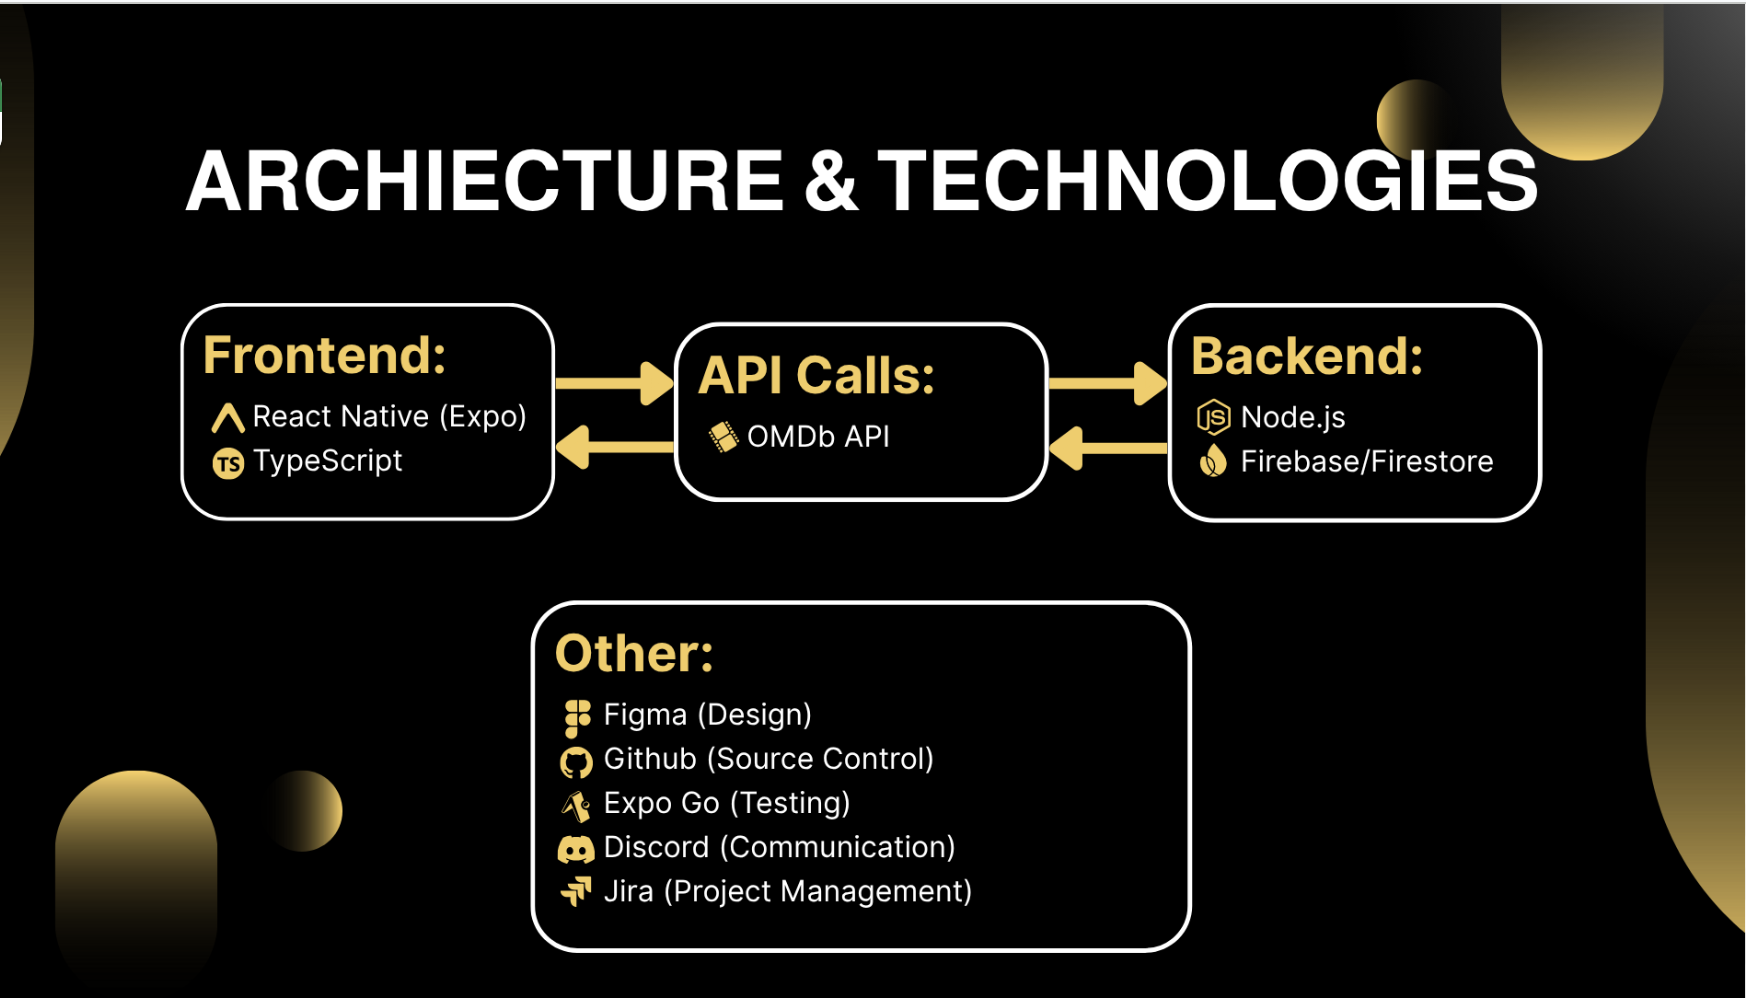 ARCHIECTURE & TECHNOLOGIES
Frontend:
React Native (Expo)
TS TypeScript
API Calls:
OMDb API
Backend:
JS Node.js
Firebase/Firestore
Other:
Figma (Design)
Github (Source Control)
Expo Go (Testing)
Discord (Communication)
Jira (Project Management)